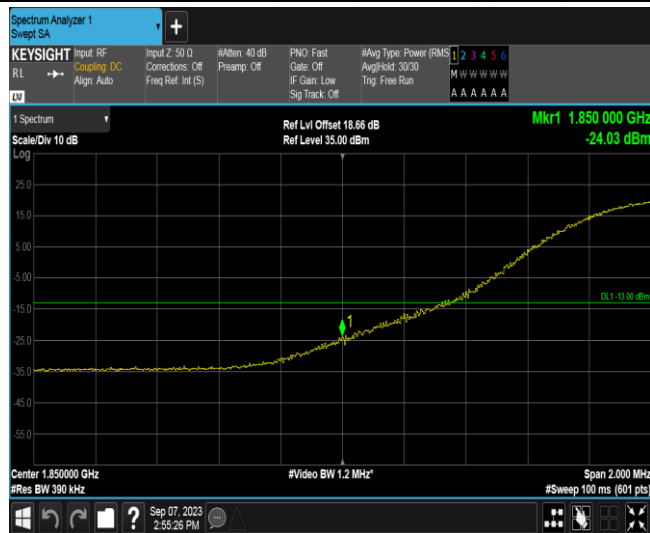 Spectrum Analyzer 1
Swept SA
+
KEYSIGHT
RL
LXI
Input: RF
Coupling: DC
Align: Auto
Input Z: 50 Ω
Corrections: Off
Freq Ref: Int (S)
#Atten: 40 dB
Preamp: Off
PNO: Fast
Gate: Off
IF Gain: Low
Sig Track: Off
#Avg Type: Power (RMS
Avg|Hold: 30/30
Trig: Free Run
1 2 3 4 5 6
M W W W W W
A A A A A A
1 Spectrum
Scale/Div 10 dB
Ref Lvl Offset 18.66 dB
Ref Level 35.00 dBm
Mkr1 1.850 000 GHz
-24.03 dBm
Log
25.0
15.0
5.00
-5.00
DL1 -13.00 dBm
-15.0
1
-25.0
-35.0
-45.0
-55.0
Center 1.850000 GHz
#Res BW 390 kHz
#Video BW 1.2 MHz*
Span 2.000 MHz
#Sweep 100 ms (601 pts)
?
Sep 07, 2023
2:55:26 PM